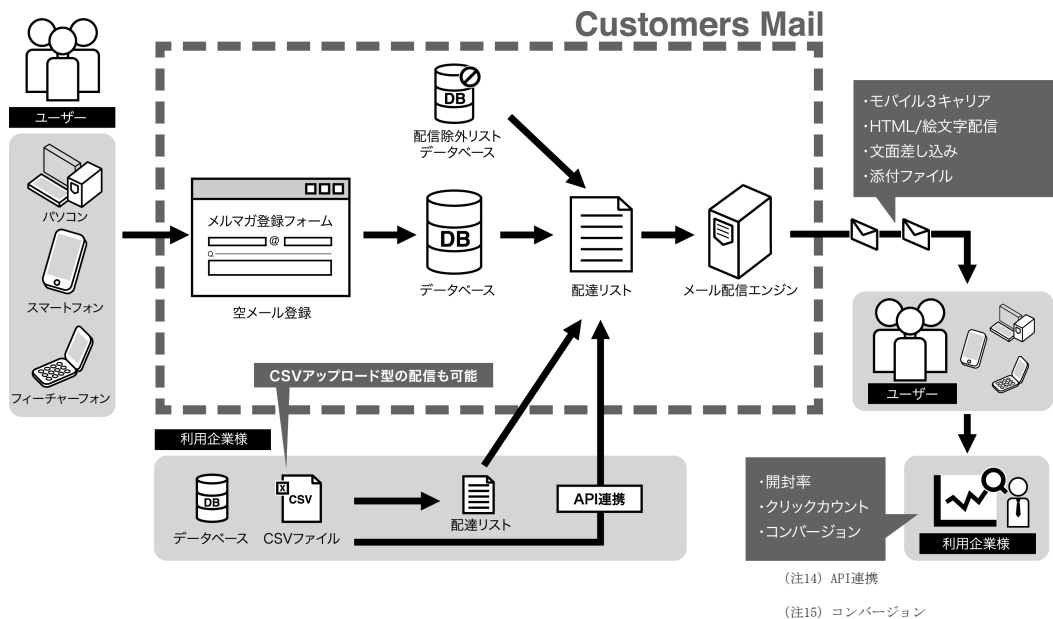 Customers Mail
ユーザー
パソコン
スマートフォン
フィーチャーフォン
DB
配信除外リスト
データベース
メルマガ登録フォーム
@
空メール登録
DB
データベース
配達リスト
メール配信エンジン
・モバイル3キャリア
・HTML/絵文字配信
・文面差し込み
・添付ファイル
ユーザー
CSVアップロード型の配信も可能
利用企業様
DB
データベース
X
CSV
CSVファイル
配達リスト
API連携
・開封率
・クリックカウント
・コンバージョン
利用企業様
（注14）API連携
（注15）コンバージョン